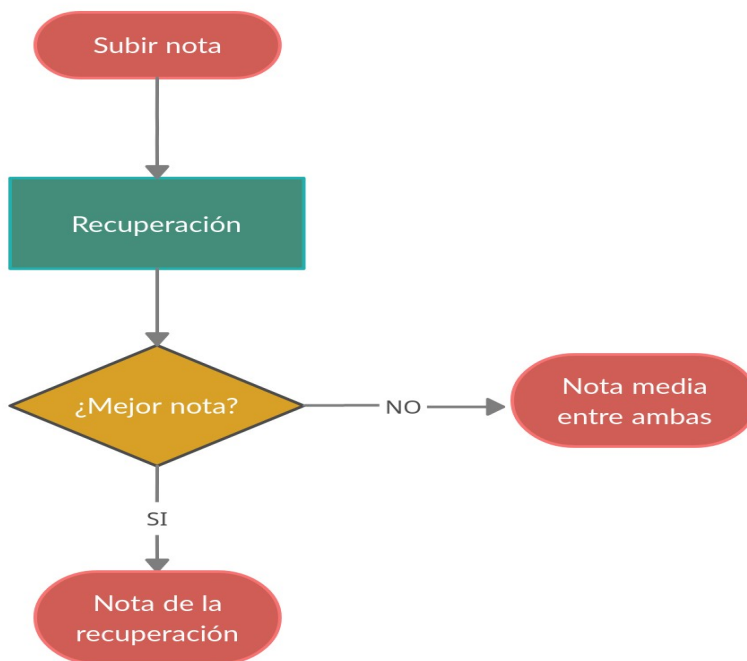 Subir nota
Recuperación
¿Mejor nota?
NO
Nota media
entre ambas
SI
Nota de la
recuperación